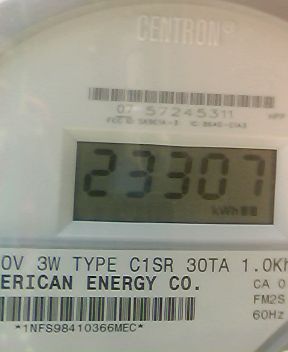 CENTRON®
07 57245311
23307
kWh
0V 3W TYPE C1SR 30TA 1.0Kh
ERICAN ENERGY CO.
CA 0
FM2S
60Hz
*1NFS98410366MEC*